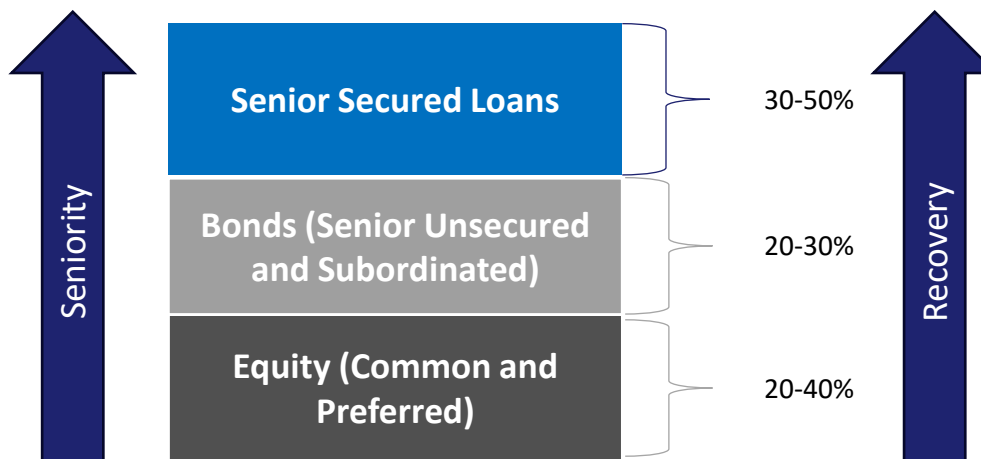 Seniority
Senior Secured Loans
30-50%
Bonds (Senior Unsecured
and Subordinated)
20-30%
Equity (Common and
Preferred)
20-40%
Recovery